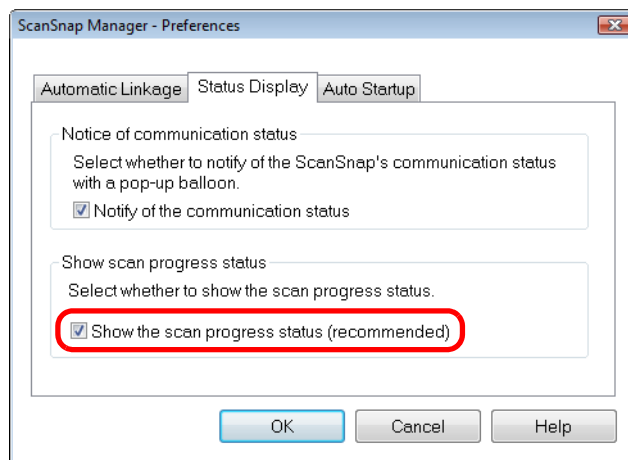 ScanSnap Manager - Preferences
Automatic Linkage Status Display Auto Startup
Notice of communication status
Select whether to notify of the ScanSnap's communication status
with a pop-up balloon.
Notify of the communication status
Show scan progress status
Select whether to show the scan progress status.
Show the scan progress status (recommended)
OK Cancel Help